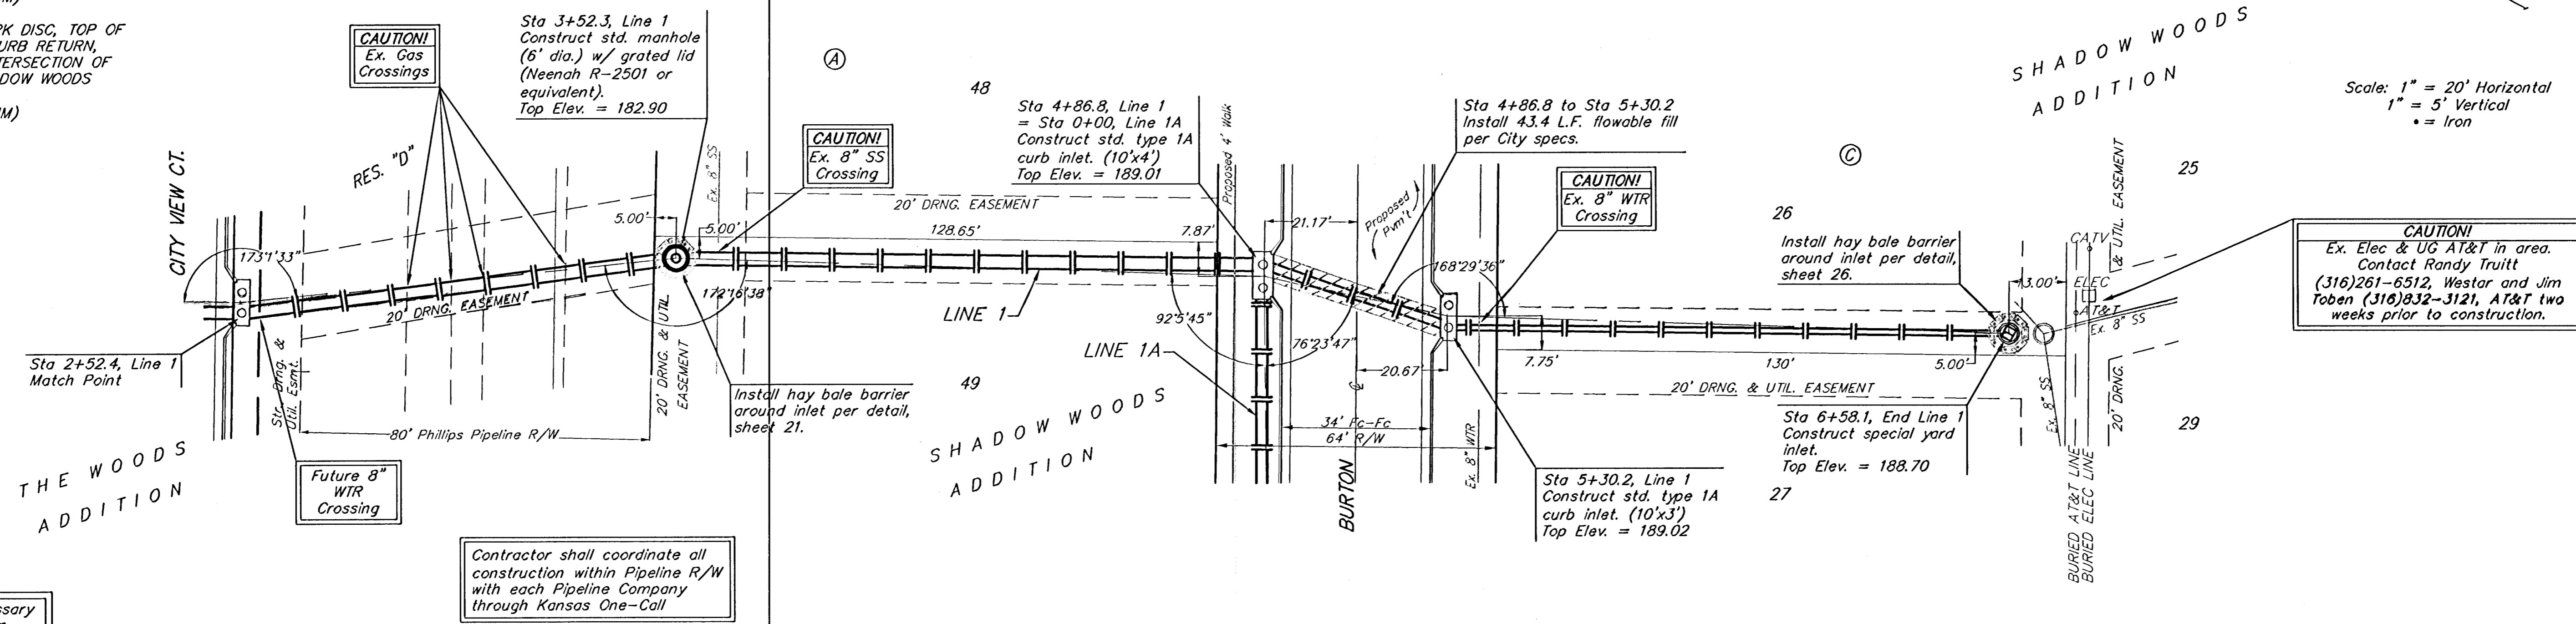 M)
RK DISC, TOP OF
URB RETURN,
TERSECTION OF
DOW WOODS
M)
CAUTION!
Ex. Gas
Crossings
Sta 3+52.3, Line 1
Construct std. manhole
(6' dia.) w/ grated lid
(Neenah R-2501 or
equivalent).
Top Elev. = 182.90
A
48
CAUTION!
Ex. 8" SS
Crossing
Sta 4+86.8, Line 1
= Sta 0+00, Line 1A
Construct std. type 1A
curb inlet. (10'x4')
Top Elev. = 189.01
Proposed 4' Walk
Sta 4+86.8 to Sta 5+30.2
Install 43.4 L.F. flowable fill
per City specs.
CAUTION!
Ex. 8" WTR
Crossing
C
SHADOW WOODS
ADDITION
Scale: 1" = 20' Horizontal
1" = 5' Vertical
• = Iron
25
26
Install hay bale barrier
around inlet per detail,
sheet 26.
CAUTION!
Ex. Elec & UG AT&T in area.
Contact Randy Truitt
(316)261-6512, Westar and Jim
Toben (316)832-3121, AT&T two
weeks prior to construction.
CITY VIEW CT.
RES. "D"
173°1'33"
20' DRNG. EASEMENT
5.00'
Ex. 8" SS
5.00'
20' DRNG. EASEMENT
128.65'
7.87'
21.17'
Proposed
Pvm't
168°29'36"
13.00'
CATV
ELEC
AT&T
Ex. 8" SS
& UTIL. EASEMENT
172°16'38"
LINE 1
92°5'45"
LINE 1A
76°23'47"
20.67'
7.75'
130'
5.00'
20' DRNG. & UTIL. EASEMENT
Sta 2+52.4, Line 1
Match Point
Str., Drng. &
Util. Esmt.
80' Phillips Pipeline R/W
20' DRNG. & UTIL
EASEMENT
Install hay bale barrier
around inlet per detail,
sheet 21.
49
SHADOW WOODS
ADDITION
34' Fc-Fc
64' R/W
BURTON
Ex. 8" WTR
Sta 5+30.2, Line 1
Construct std. type 1A
curb inlet. (10'x3')
Top Elev. = 189.02
Sta 6+58.1, End Line 1
Construct special yard
inlet.
Top Elev. = 188.70
27
Ex. 8" SS
BURIED AT&T LINE
BURIED ELEC LINE
20' DRNG.
29
THE WOODS
ADDITION
Future 8"
WTR
Crossing
Contractor shall coordinate all
construction within Pipeline R/W
with each Pipeline Company
through Kansas One-Call
ssary